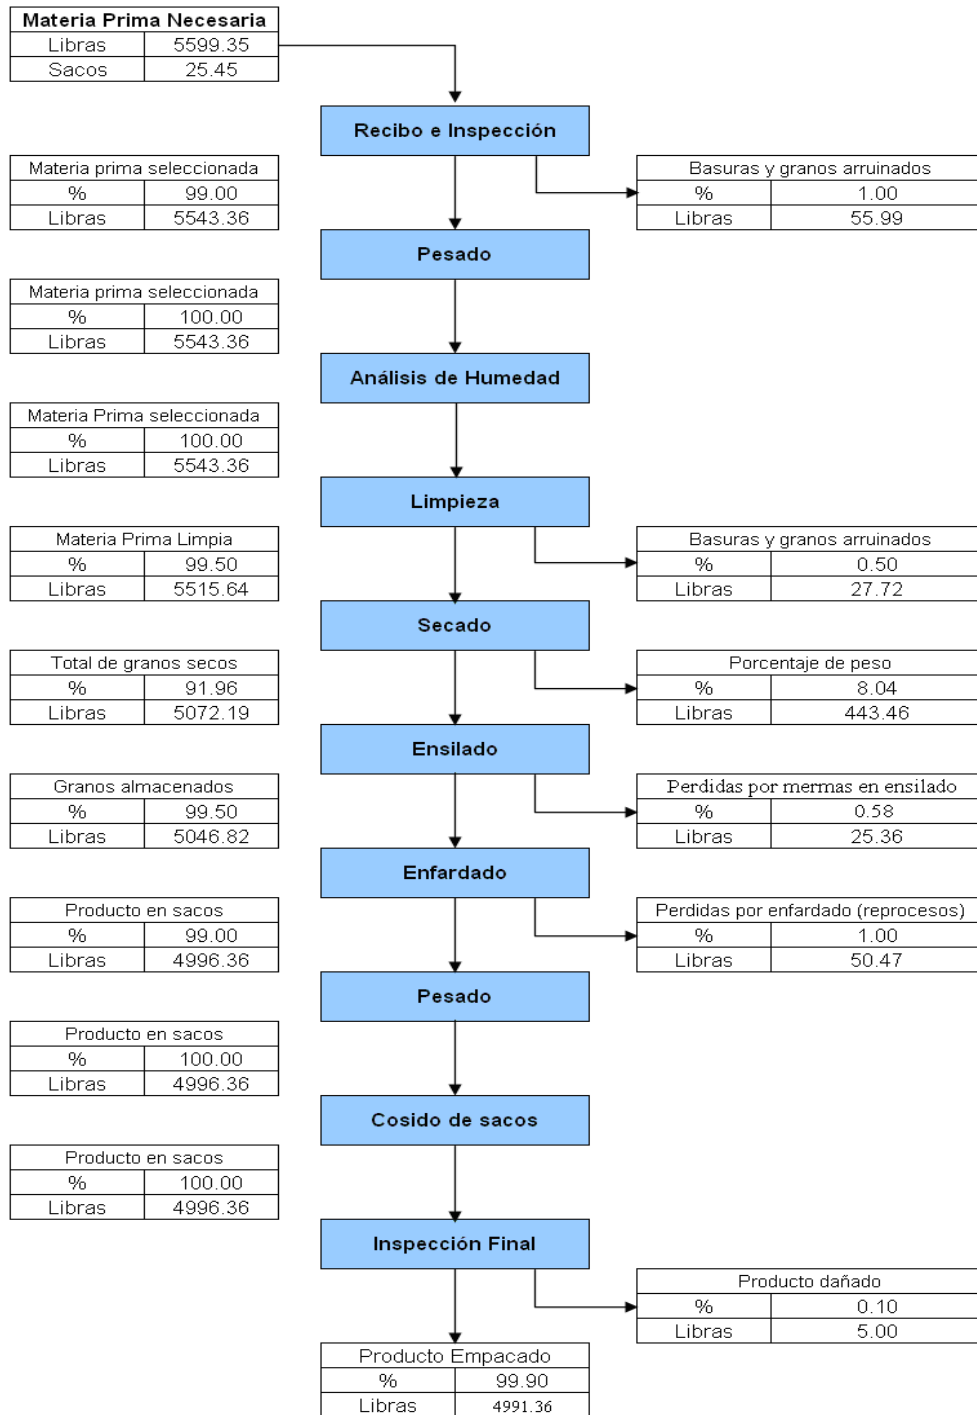 Materia Prima Necesaria
Libras 5599.35
Sacos 25.45
Recibo e Inspección
Materia prima seleccionada
% 99.00
Libras 5543.36
Basuras y granos arruinados
% 1.00
Libras 55.99
Pesado
Materia prima seleccionada
% 100.00
Libras 5543.36
Análisis de Humedad
Materia Prima seleccionada
% 100.00
Libras 5543.36
Limpieza
Materia Prima Limpia
% 99.50
Libras 5515.64
Basuras y granos arruinados
% 0.50
Libras 27.72
Secado
Total de granos secos
% 91.96
Libras 5072.19
Porcentaje de peso
% 8.04
Libras 443.46
Ensilado
Granos almacenados
% 99.50
Libras 5046.82
Perdidas por mermas en ensilado
% 0.58
Libras 25.36
Enfardado
Producto en sacos
% 99.00
Libras 4996.36
Perdidas por enfardado (reprocesos)
% 1.00
Libras 50.47
Pesado
Producto en sacos
% 100.00
Libras 4996.36
Cosido de sacos
Producto en sacos
% 100.00
Libras 4996.36
Inspección Final
Producto dañado
% 0.10
Libras 5.00
Producto Empacado
% 99.90
Libras 4991.36